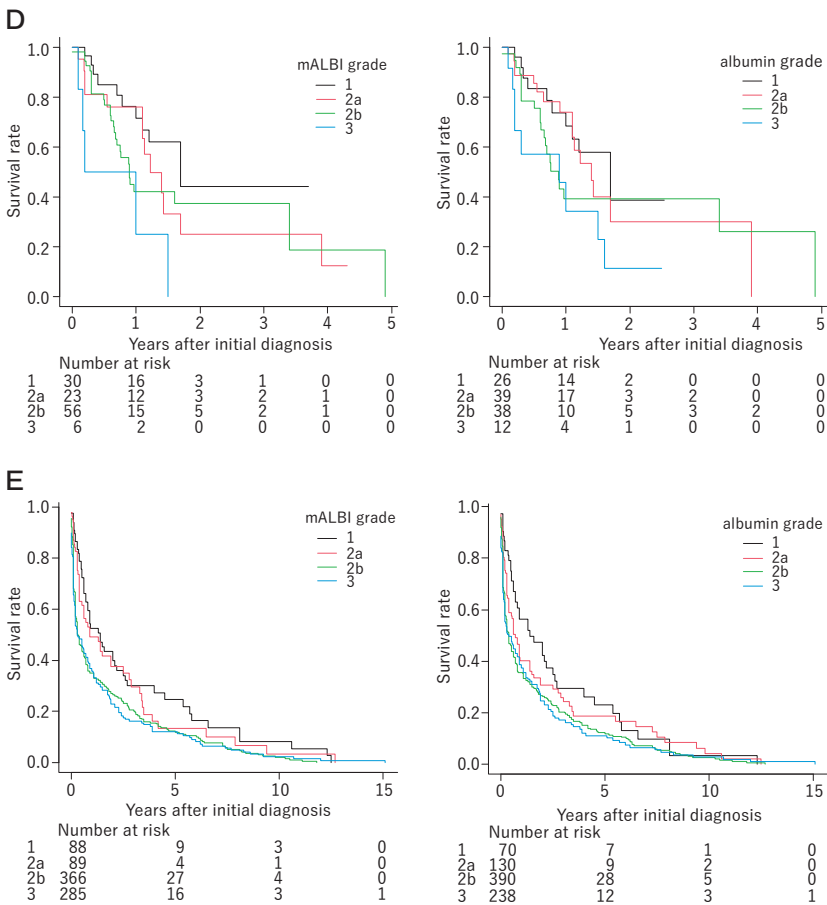 D
mALBI grade
1
2a
2b
3
Survival rate
1.0
0.8
0.6
0.4
0.2
0.0
0 1 2 3 4 5
Years after initial diagnosis
Number at risk
1 30 16 3 1 0 0
2a 23 12 3 2 1 0
2b 56 15 5 2 1 0
3 6 2 0 0 0 0
albumin grade
1
2a
2b
3
Survival rate
1.0
0.8
0.6
0.4
0.2
0.0
0 1 2 3 4 5
Years after initial diagnosis
Number at risk
1 26 14 2 0 0 0
2a 39 17 3 2 0 0
2b 38 10 5 3 2 0
3 12 4 1 0 0 0
E
mALBI grade
1
2a
2b
3
Survival rate
1.0
0.8
0.6
0.4
0.2
0.0
0 5 10 15
Years after initial diagnosis
Number at risk
1 88 9 3 0
2a 89 4 1 0
2b 366 27 4 0
3 285 16 3 1
albumin grade
1
2a
2b
3
Survival rate
1.0
0.8
0.6
0.4
0.2
0.0
0 5 10 15
Years after initial diagnosis
Number at risk
1 70 7 1 0
2a 130 9 2 0
2b 390 28 5 0
3 238 12 3 1